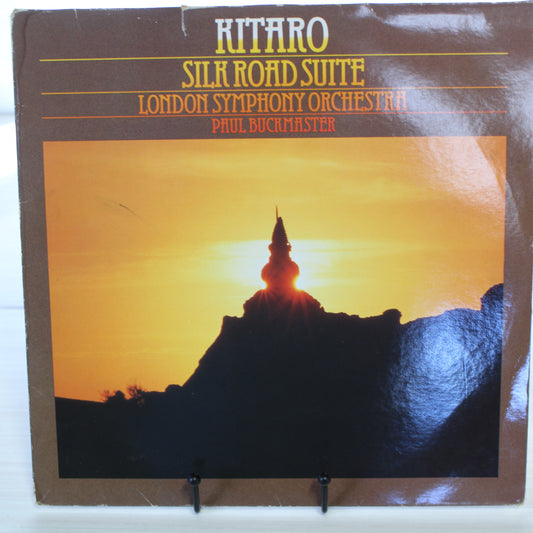 KITARO
SILK ROAD SUITE
LONDON SYMPHONY ORCHESTRA
PAUL BUCKMASTER